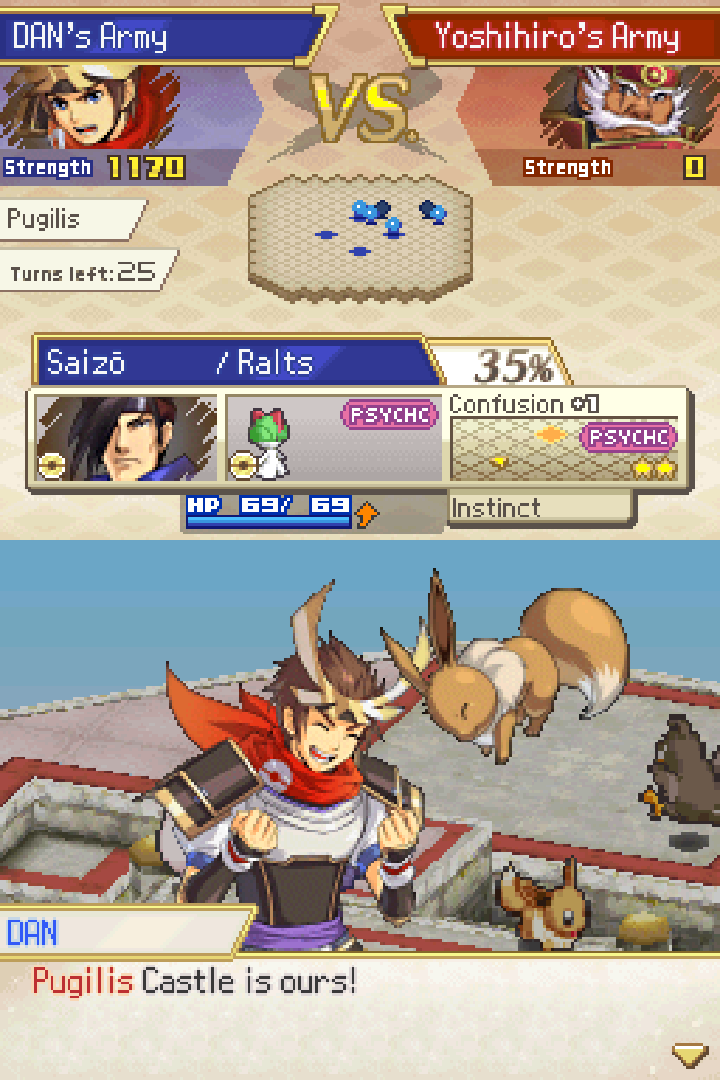 DAN's Army
Yoshihiro's Army
VS.
Strength 1170
Strength 0
Pugilis
Turns left: 25
Saizō / Ralts
35%
PSYCHC
Confusion
PSYCHC
HP 69/ 69
Instinct
DAN
Pugilis Castle is ours!